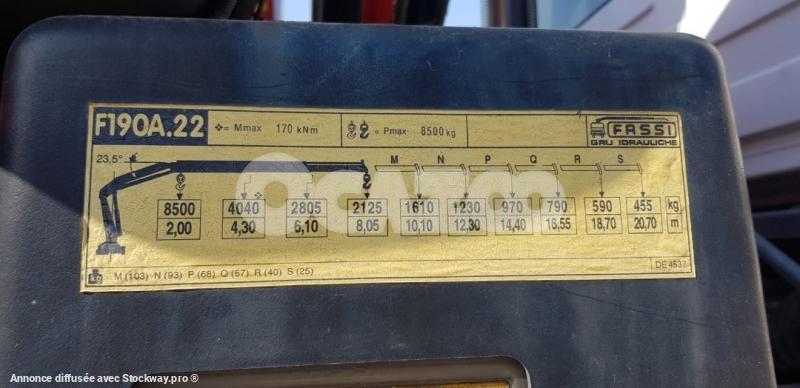 F190A.22 = Mmax 170 kNm = Pmax 8500 kg FASSI
GRU IDRAULICHE
23,5° M N P Q R S
8500 4040 2805 2125 1610 1230 970 790 590 455 kg
2,00 4,30 6,10 8,05 10,10 12,30 14,40 16,55 18,70 20,70 m
kg M (103) N (93) P (68) Q (57) R (40) S (25) DE 4537
OCAZOO
Annonce diffusée avec Stockway.pro ®